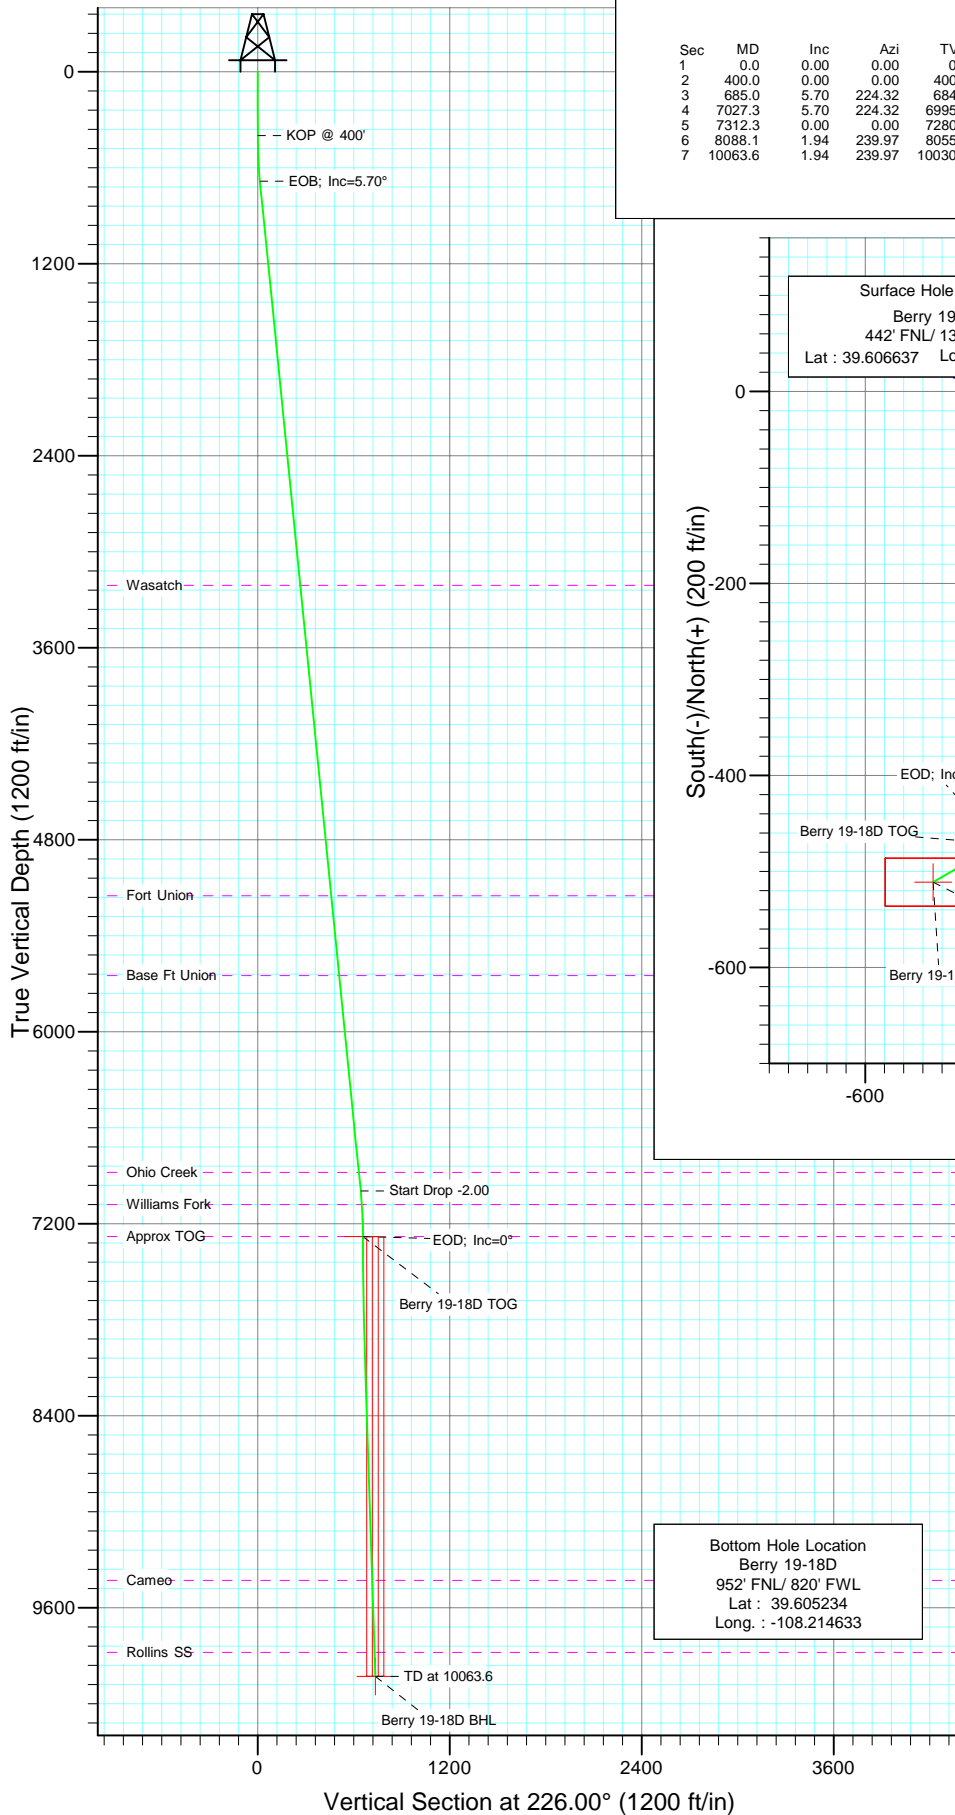 Sec MD Inc Azi TV
1 0.0 0.00 0.00 0
2 400.0 0.00 0.00 400
3 685.0 5.70 224.32 684
4 7027.3 5.70 224.32 6995
5 7312.3 0.00 0.00 7280
6 8088.1 1.94 239.97 8055
7 10063.6 1.94 239.97 10030
0
KOP @ 400'
EOB; Inc=5.70°
1200
2400
Wasatch
3600
4800
Fort Union
Base Ft Union
6000
Ohio Creek
Start Drop -2.00
Williams Fork
7200
Approx TOG
EOD; Inc=0°
Berry 19-18D TOG
8400
Cameo
9600
Rollins SS
TD at 10063.6
Berry 19-18D BHL
0
1200
2400
3600
True Vertical Depth (1200 ft/in)
Vertical Section at 226.00° (1200 ft/in)
Surface Hole
Berry 19
442' FNL/ 13
Lat : 39.606637 Lo
0
-200
-400
-600
-600
South(-)/North(+) (200 ft/in)
EOD; Inc
Berry 19-18D TOG
Berry 19-1
Bottom Hole Location
Berry 19-18D
952' FNL/ 820' FWL
Lat : 39.605234
Long. : -108.214633